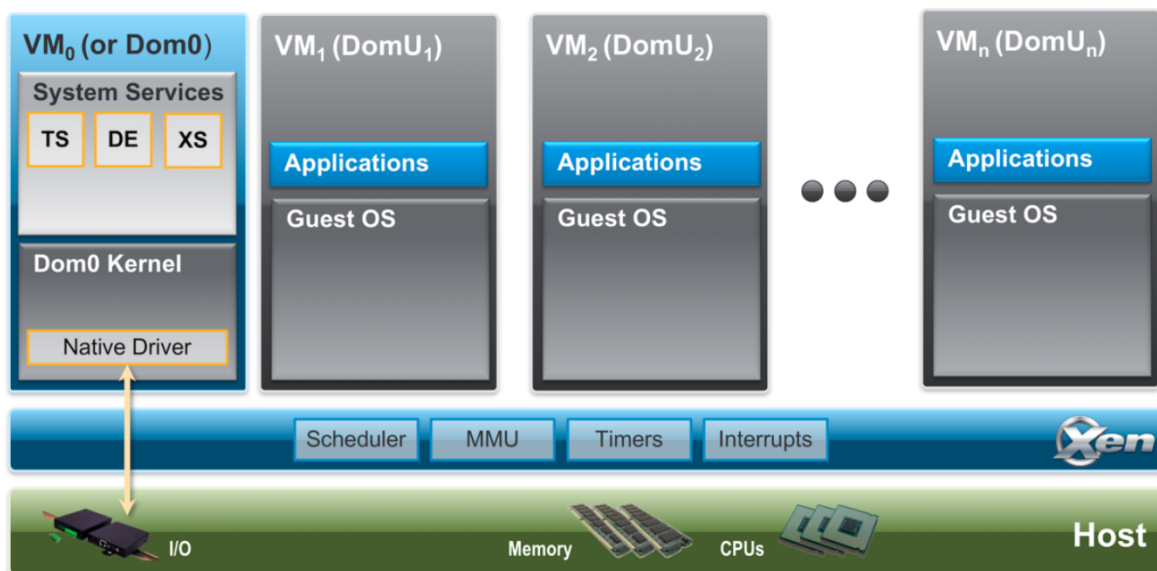 VM0 (or Dom0)
System Services
TS DE XS
Dom0 Kernel
Native Driver
VM1 (DomU1)
Applications
Guest OS
VM2 (DomU2)
Applications
Guest OS
VMn (DomUn)
Applications
Guest OS
Scheduler MMU Timers Interrupts
Xen
I/O Memory CPUs Host